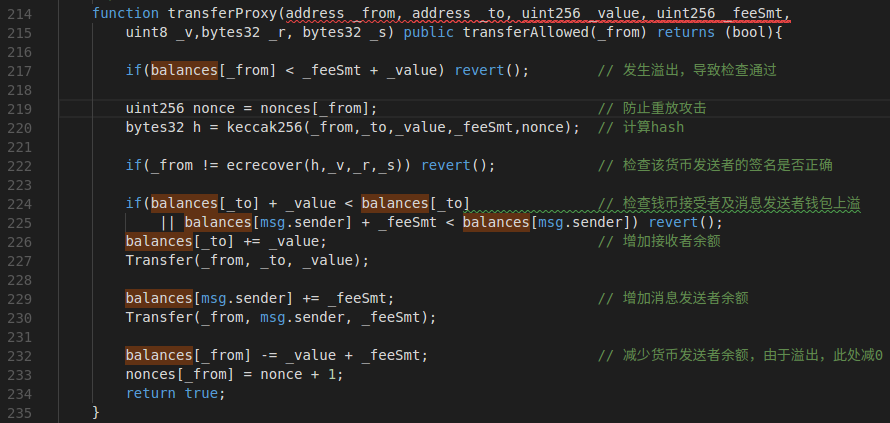 214 function transferProxy(address _from, address _to, uint256 _value, uint256 _feeSmt,
215 uint8 _v,bytes32 _r, bytes32 _s) public transferAllowed(_from) returns (bool){
216
217 if(balances[_from] < _feeSmt + _value) revert(); // 发生溢出，导致检查通过
218
219 uint256 nonce = nonces[_from]; // 防止重放攻击
220 bytes32 h = keccak256(_from,_to,_value,_feeSmt,nonce); // 计算hash
221
222 if(_from != ecrecover(h,_v,_r,_s)) revert(); // 检查该货币发送者的签名是否正确
223
224 if(balances[_to] + _value < balances[_to] // 检查钱币接受者及消息发送者钱包上溢
225 || balances[msg.sender] + _feeSmt < balances[msg.sender]) revert();
226 balances[_to] += _value; // 增加接收者余额
227 Transfer(_from, _to, _value);
228
229 balances[msg.sender] += _feeSmt; // 增加消息发送者余额
230 Transfer(_from, msg.sender, _feeSmt);
231
232 balances[_from] -= _value + _feeSmt; // 减少货币发送者余额，由于溢出，此处减0
233 nonces[_from] = nonce + 1;
234 return true;
235 }